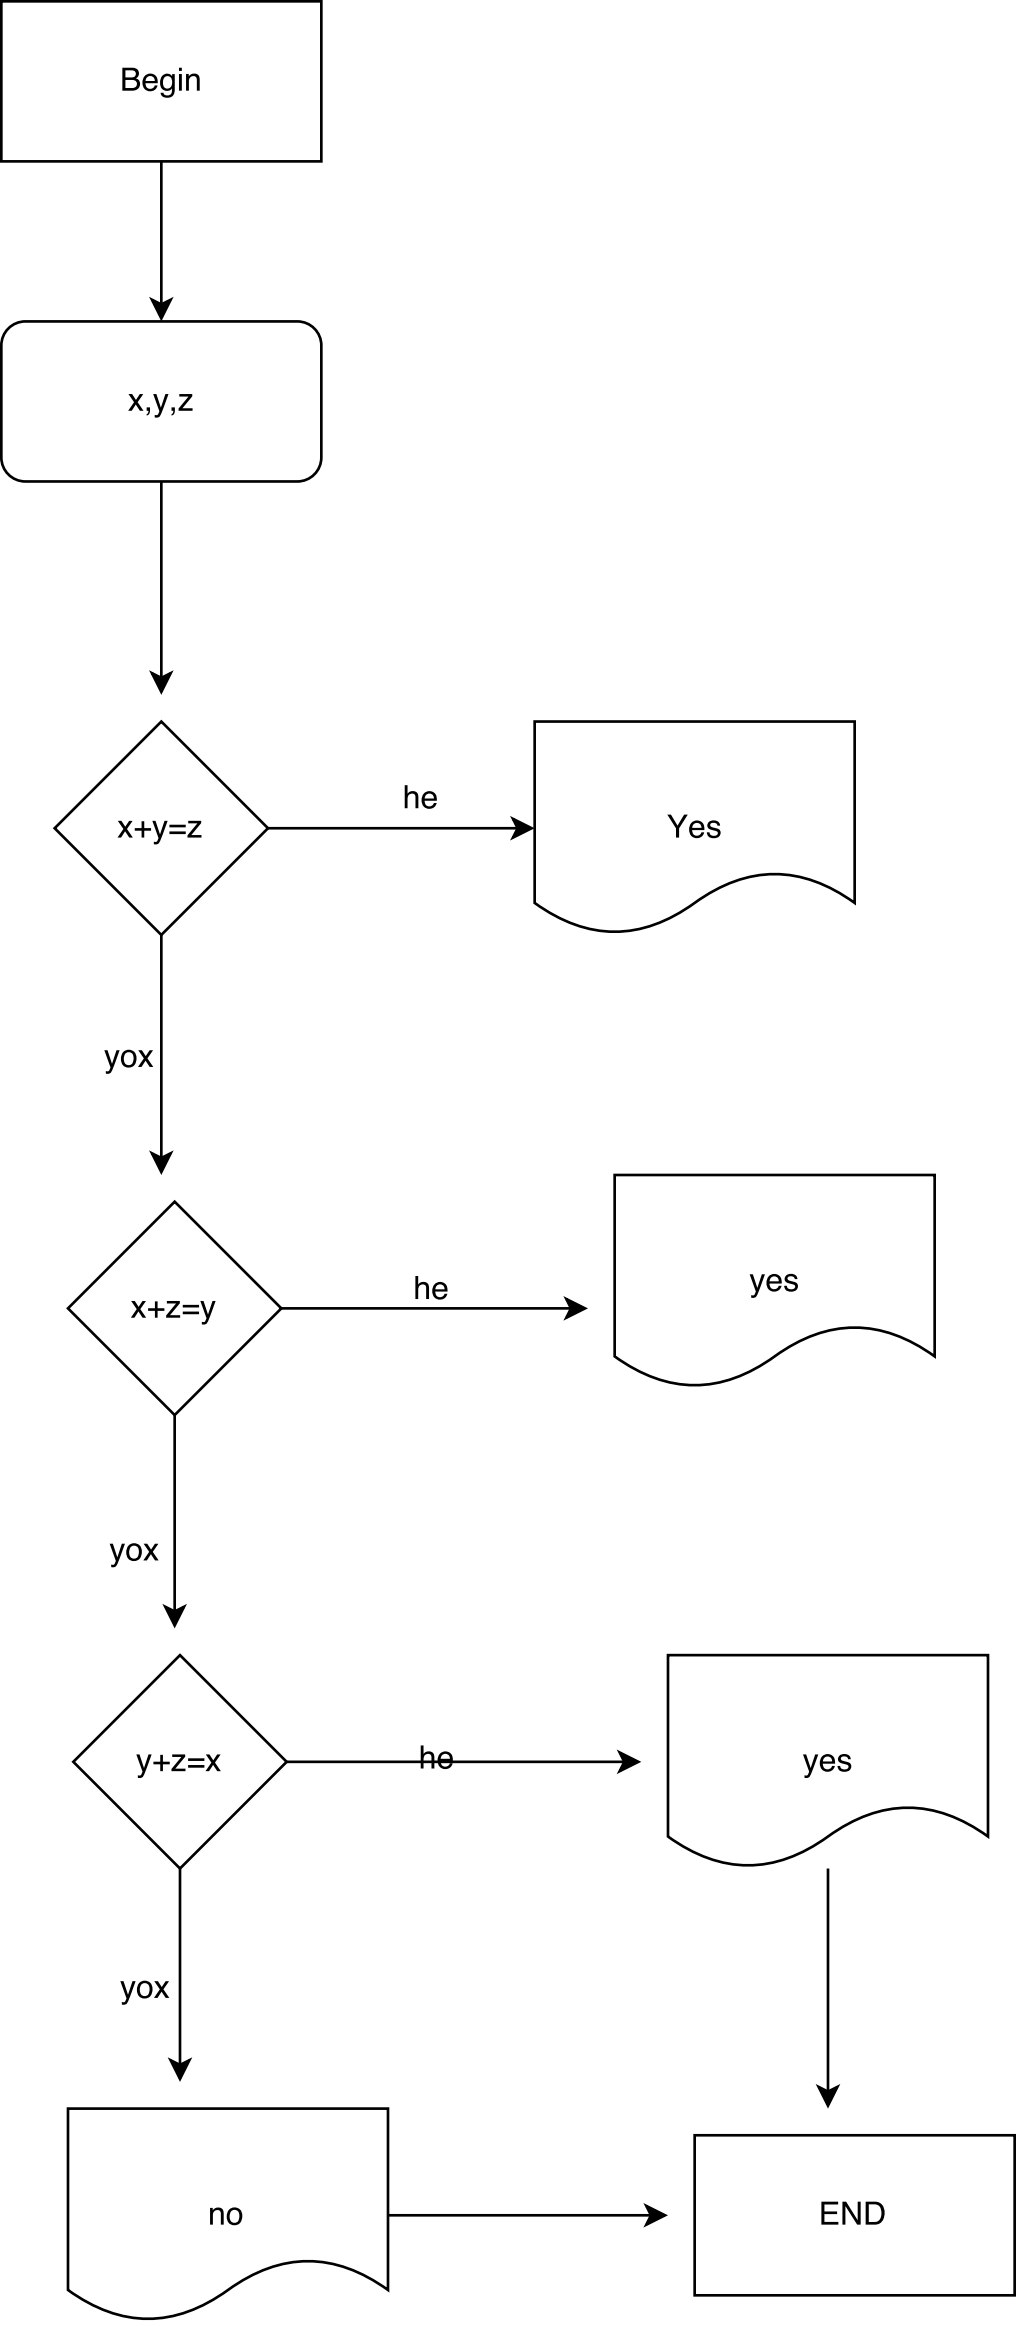 Begin
x,y,z
x+y=z
he
Yes
yox
x+z=y
he
yes
yox
y+z=x
he
yes
yox
no
END